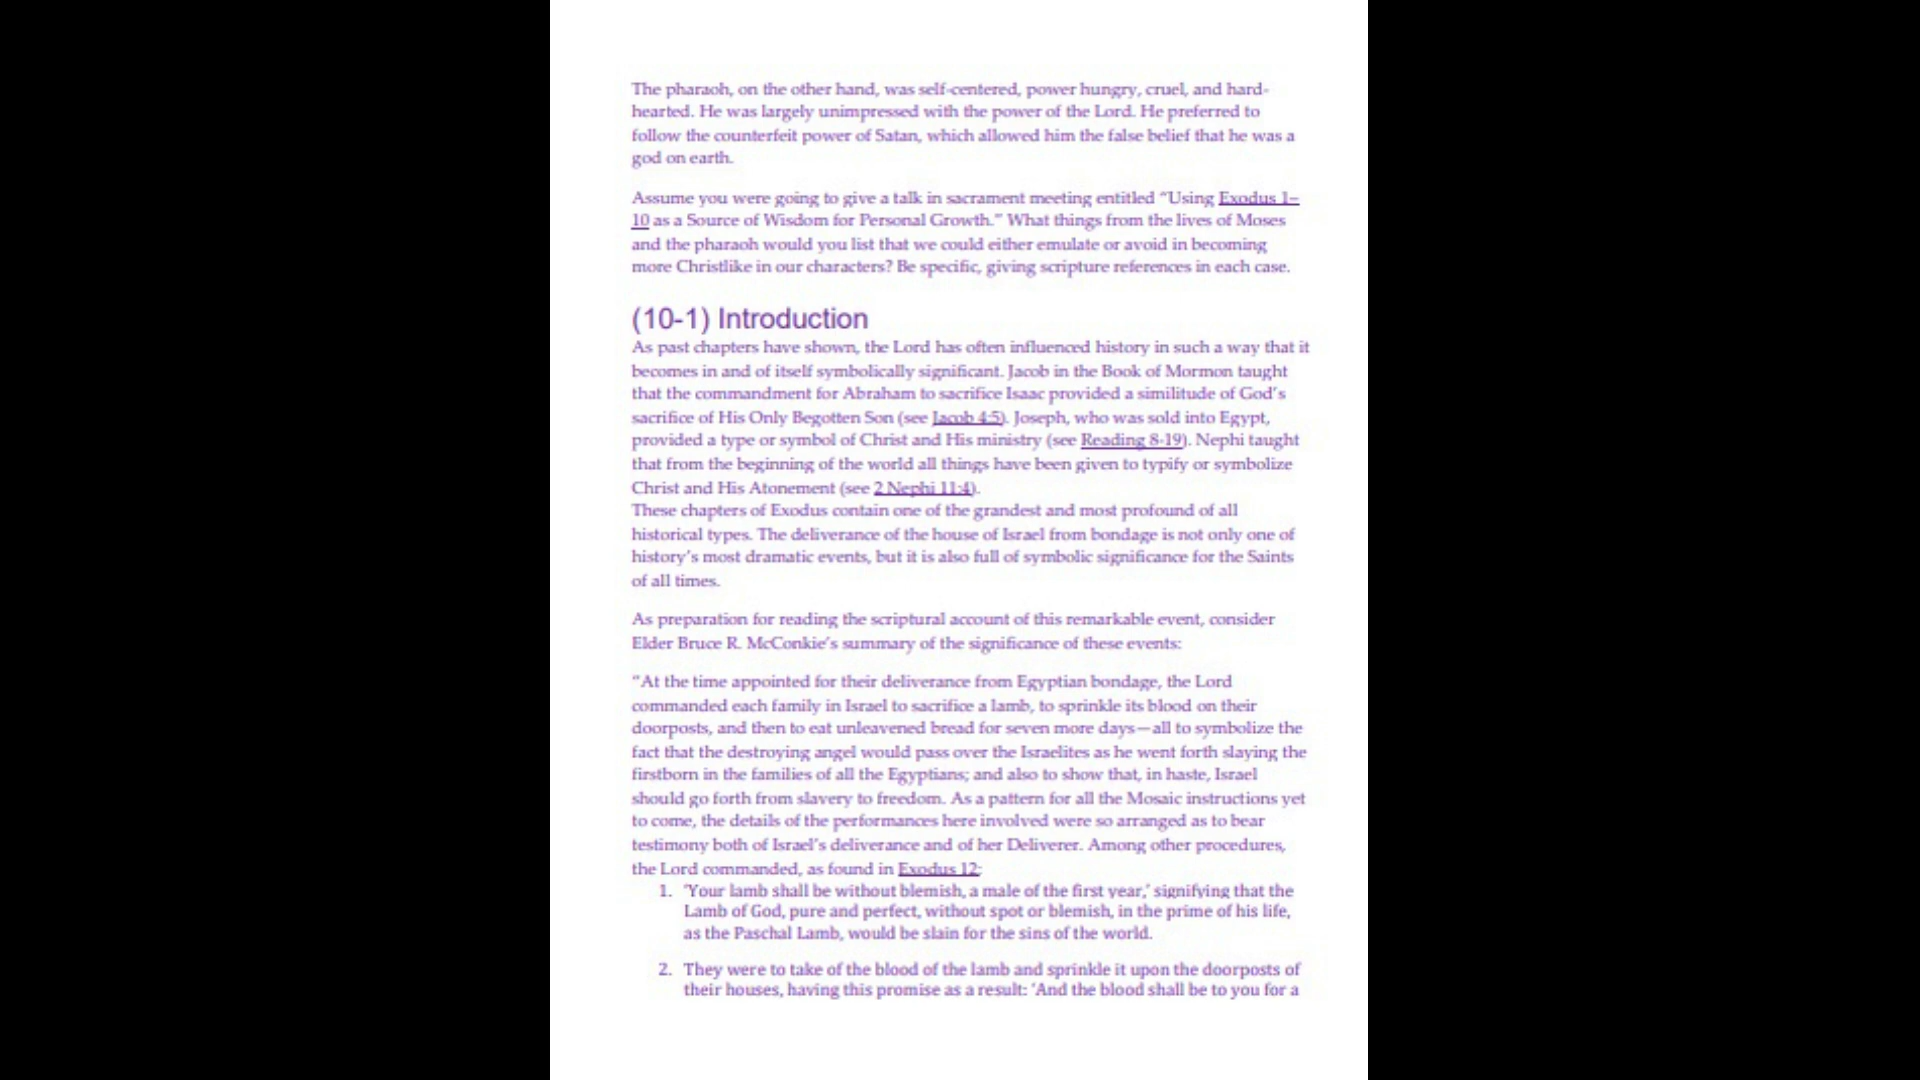 The pharaoh, on the other hand, was self-centered, power hungry, cruel, and hard-
hearted. He was largely unimpressed with the power of the Lord. He preferred to
follow the counterfeit power of Satan, which allowed him the false belief that he was a
god on earth.
Assume you were going to give a talk in sacrament meeting entitled “Using Exodus 1–
10 as a Source of Wisdom for Personal Growth.” What things from the lives of Moses
and the pharaoh would you list that we could either emulate or avoid in becoming
more Christlike in our characters? Be specific, giving scripture references in each case.
(10-1) Introduction
As past chapters have shown, the Lord has often influenced history in such a way that it
becomes in and of itself symbolically significant. Jacob in the Book of Mormon taught
that the commandment for Abraham to sacrifice Isaac provided a similitude of God’s
sacrifice of His Only Begotten Son (see Jacob 4:5). Joseph, who was sold into Egypt,
provided a type or symbol of Christ and His ministry (see Reading 8-19). Nephi taught
that from the beginning of the world all things have been given to typify or symbolize
Christ and His Atonement (see 2 Nephi 11:4).
These chapters of Exodus contain one of the grandest and most profound of all
historical types. The deliverance of the house of Israel from bondage is not only one of
history’s most dramatic events, but it is also full of symbolic significance for the Saints
of all times.
As preparation for reading the scriptural account of this remarkable event, consider
Elder Bruce R. McConkie’s summary of the significance of these events:
“At the time appointed for their deliverance from Egyptian bondage, the Lord
commanded each family in Israel to sacrifice a lamb, to sprinkle its blood on their
doorposts, and then to eat unleavened bread for seven more days—all to symbolize the
fact that the destroying angel would pass over the Israelites as he went forth slaying the
firstborn in the families of all the Egyptians; and also to show that, in haste, Israel
should go forth from slavery to freedom. As a pattern for all the Mosaic instructions yet
to come, the details of the performances here involved were so arranged as to bear
testimony both of Israel’s deliverance and of her Deliverer. Among other procedures,
the Lord commanded, as found in Exodus 12:
1. ‘Your lamb shall be without blemish, a male of the first year,’ signifying that the
Lamb of God, pure and perfect, without spot or blemish, in the prime of his life,
as the Paschal Lamb, would be slain for the sins of the world.
2. They were to take of the blood of the lamb and sprinkle it upon the doorposts of
their houses, having this promise as a result: ‘And the blood shall be to you for a